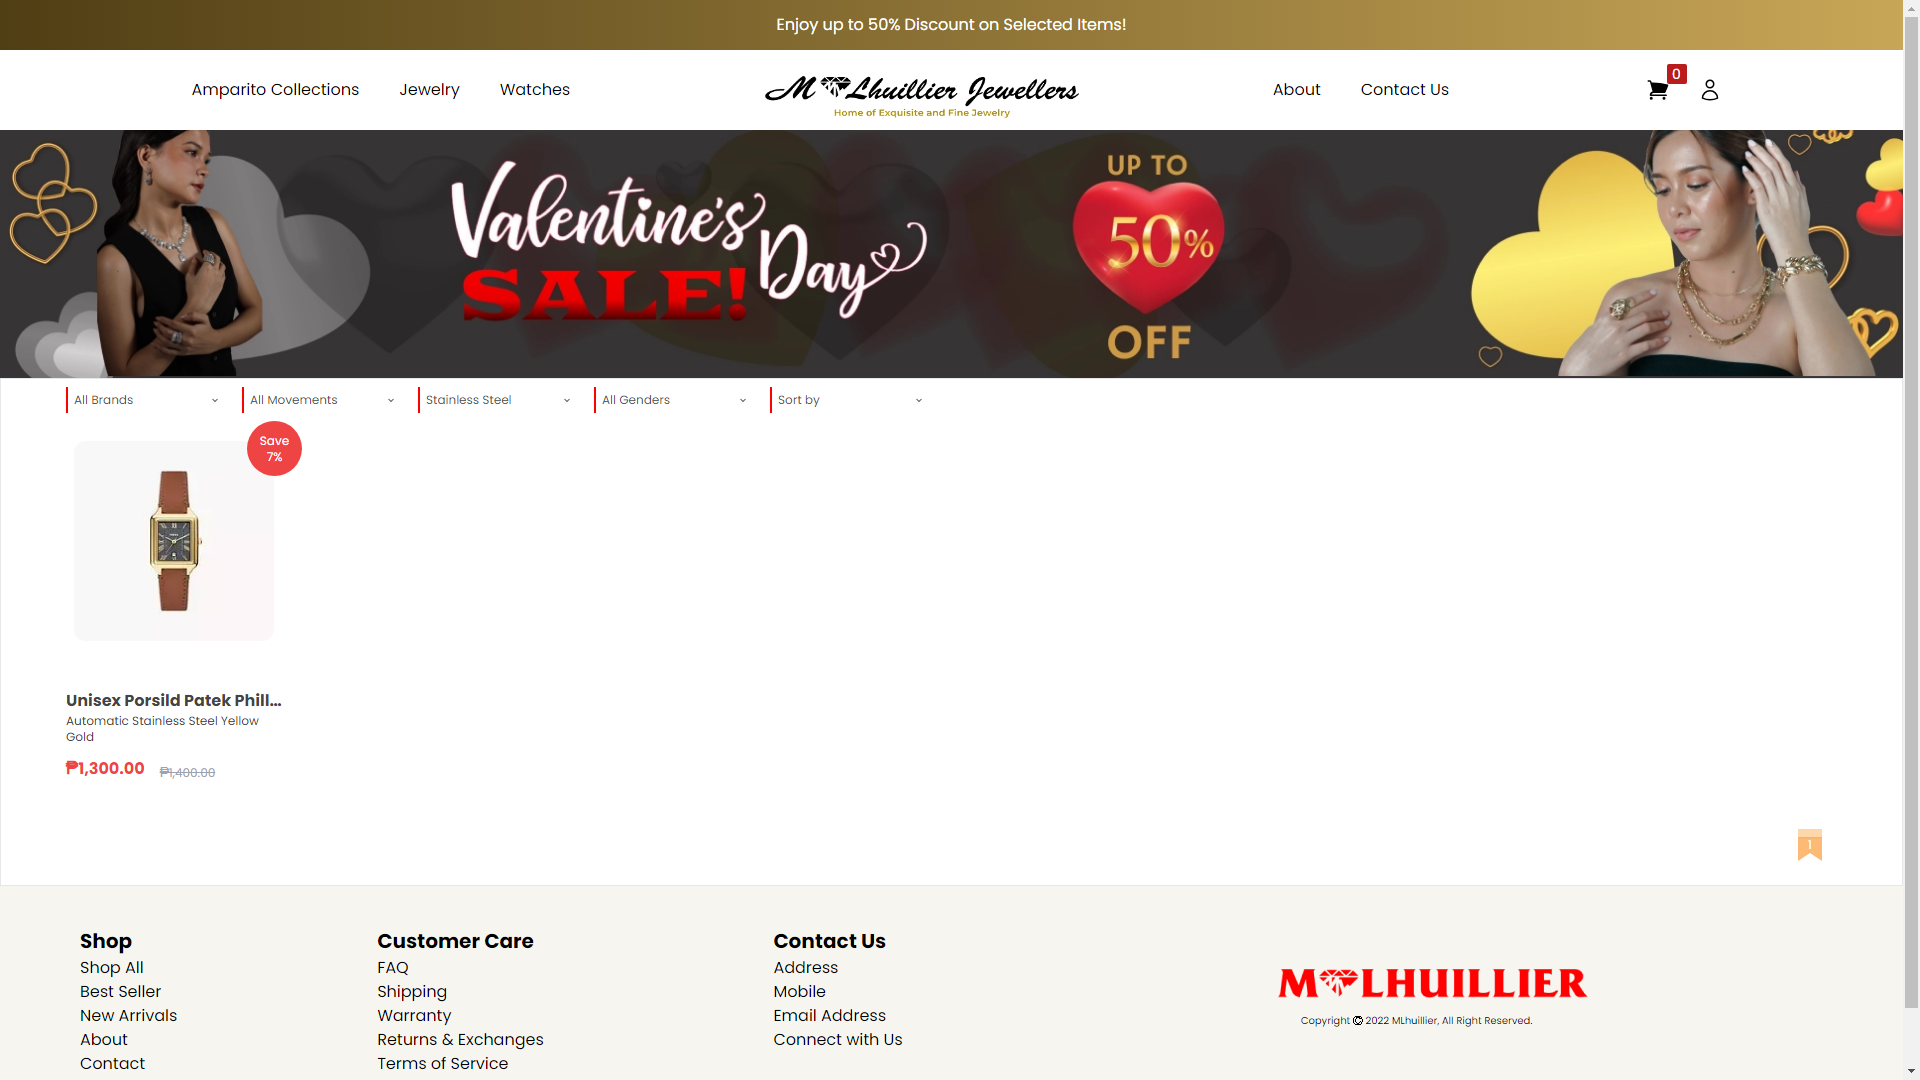 Enjoy up to 50% Discount on Selected Items!
Amparito Collections
Jewelry
Watches
M Lhuillier Jewellers
Home of Exquisite and Fine Jewelry
About
Contact Us
0
Valentine's
Day
SALE!
UP TO
50%
OFF
All Brands
All Movements
Stainless Steel
All Genders
Sort by
Save
7%
Unisex Porsild Patek Phill...
Automatic Stainless Steel Yellow
Gold
₱1,300.00
₱1,400.00
1
Shop
Shop All
Best Seller
New Arrivals
About
Contact
Customer Care
FAQ
Shipping
Warranty
Returns & Exchanges
Terms of Service
Contact Us
Address
Mobile
Email Address
Connect with Us
M LHUILLIER
Copyright © 2022 MLhuillier, All Right Reserved.